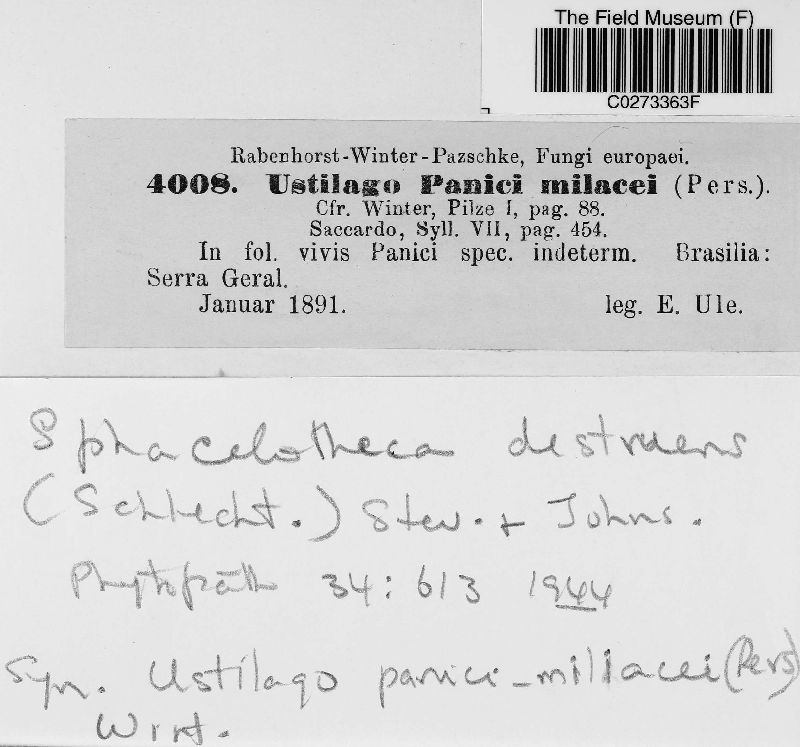 The Field Museum (F)
C0273363F
Rabenhorst-Winter-Pazschke, Fungi europaei.
4008. Ustilago Panici milacei (Pers.).
Cfr. Winter, Pilze I, pag. 88.
Saccardo, Syll. VII, pag. 454.
In fol. vivis Panici spec. indeterm. Brasilia:
Serra Geral.
Januar 1891. leg. E. Ule.
Sphacelotheca destruens
(Schlecht.) Stev. + Johns.
Phytopath 34:613 1944
Syn. Ustilago panici-miliacei (Pers)
Wint.